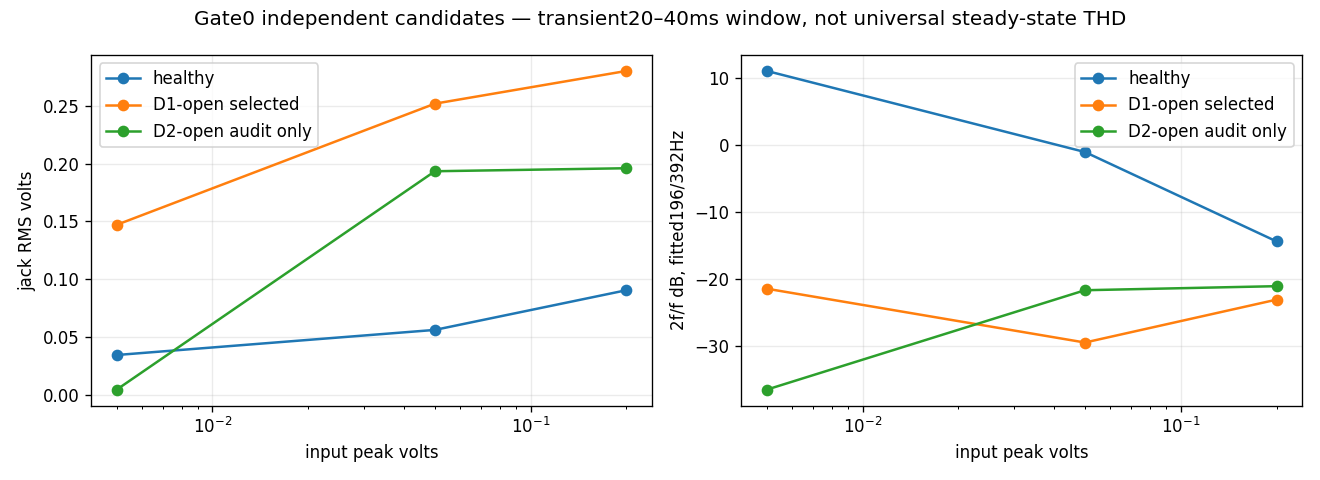 Gate0 independent candidates — transient20–40ms window, not universal steady-state THD
healthy
D1-open selected
D2-open audit only
jack RMS volts
0.25
0.20
0.15
0.10
0.05
0.00
10⁻²
10⁻¹
input peak volts
healthy
D1-open selected
D2-open audit only
2f/f dB, fitted196/392Hz
10
0
−10
−20
−30
10⁻²
10⁻¹
input peak volts